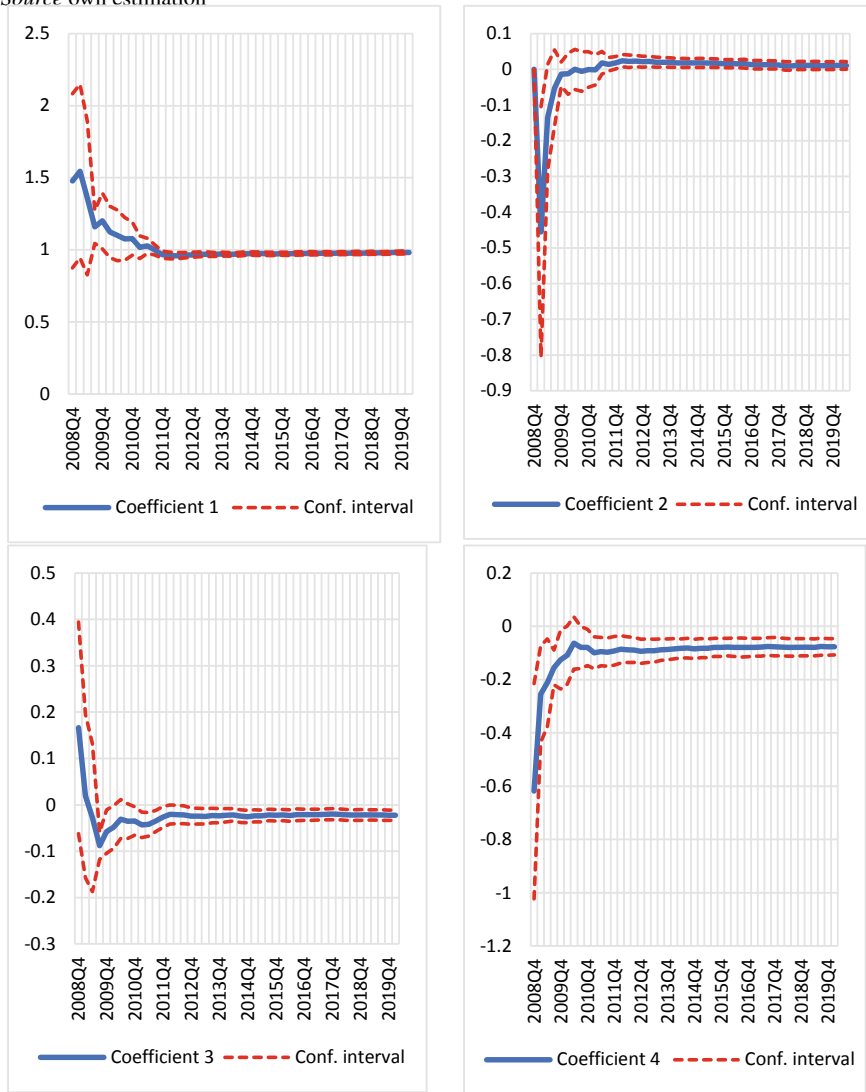 Source own estimation
2.5
2
1.5
1
0.5
0
2008Q4
2009Q4
2010Q4
2011Q4
2012Q4
2013Q4
2014Q4
2015Q4
2016Q4
2017Q4
2018Q4
2019Q4
Coefficient 1 Conf. interval
0.1
0
-0.1
-0.2
-0.3
-0.4
-0.5
-0.6
-0.7
-0.8
-0.9
2008Q4
2009Q4
2010Q4
2011Q4
2012Q4
2013Q4
2014Q4
2015Q4
2016Q4
2017Q4
2018Q4
2019Q4
Coefficient 2 Conf. interval
0.5
0.4
0.3
0.2
0.1
0
-0.1
-0.2
-0.3
2008Q4
2009Q4
2010Q4
2011Q4
2012Q4
2013Q4
2014Q4
2015Q4
2016Q4
2017Q4
2018Q4
2019Q4
Coefficient 3 Conf. interval
0.2
0
-0.2
-0.4
-0.6
-0.8
-1
-1.2
2008Q4
2009Q4
2010Q4
2011Q4
2012Q4
2013Q4
2014Q4
2015Q4
2016Q4
2017Q4
2018Q4
2019Q4
Coefficient 4 Conf. interval